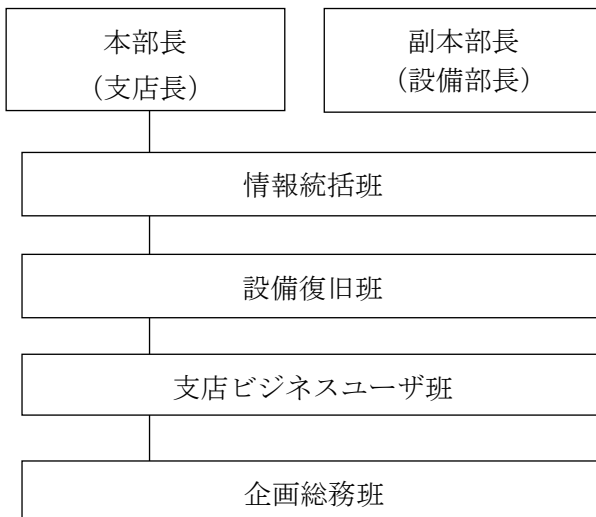 本部長
（支店長）
副本部長
（設備部長）
情報統括班
設備復旧班
支店ビジネスユーザ班
企画総務班